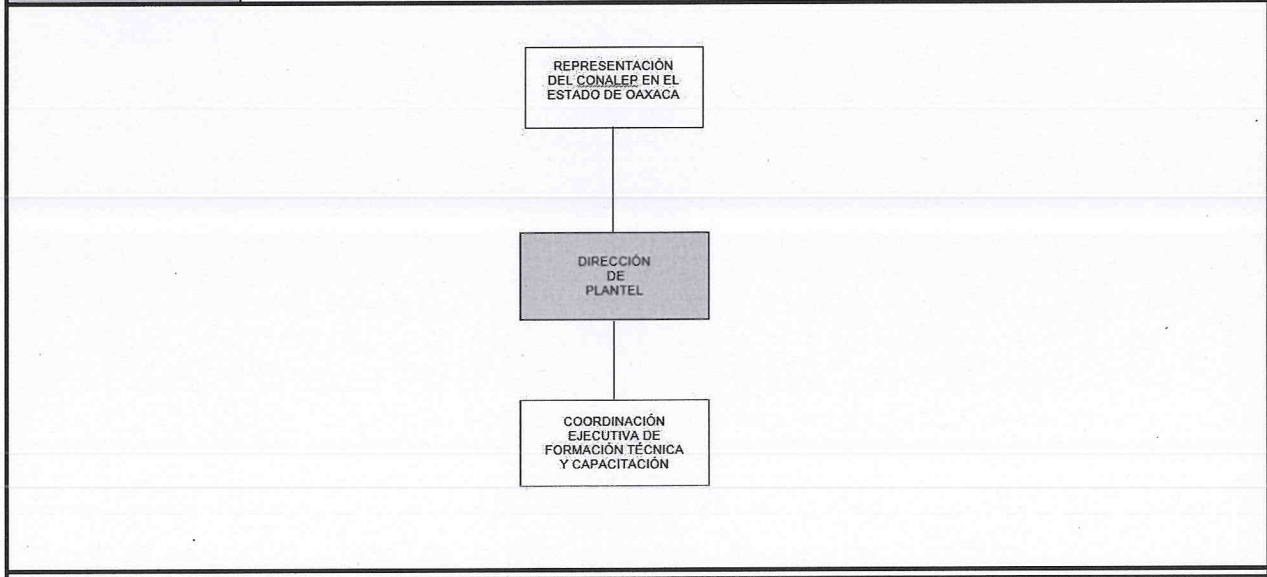 REPRESENTACIÓN
DEL CONALEP EN EL
ESTADO DE OAXACA
DIRECCIÓN
DE
PLANTEL
COORDINACIÓN
EJECUTIVA DE
FORMACIÓN TÉCNICA
Y CAPACITACIÓN